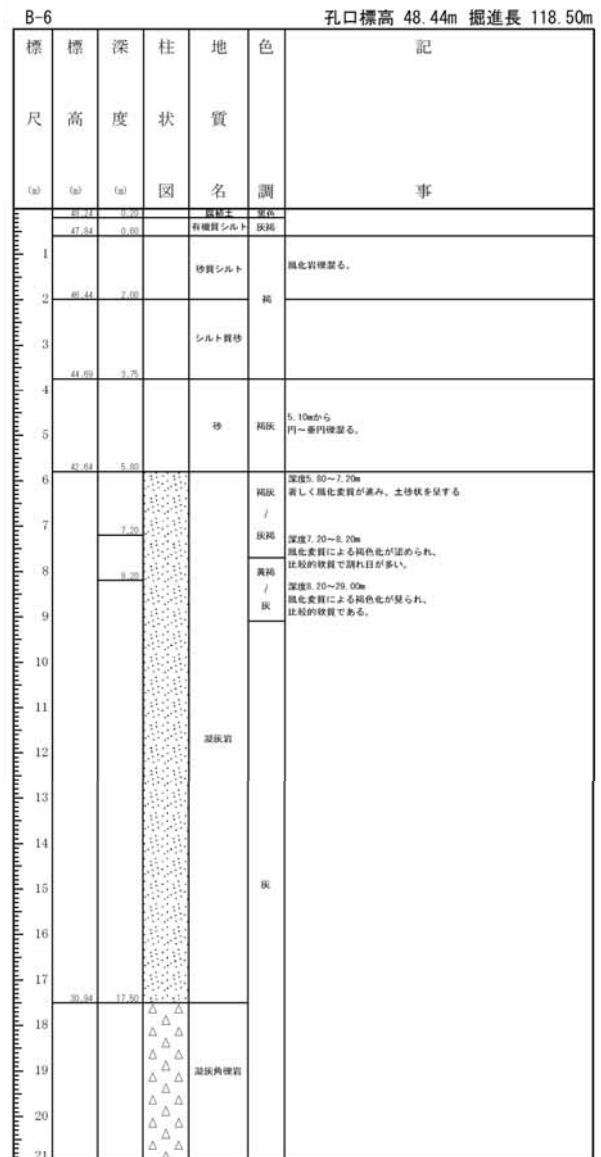 B-6 孔口標高 48.44m 掘進長 118.50m
標尺(m) 標高(m) 深度(m) 柱状図 地質名 色調 記事
48.24 0.20 腐植土 黒色
47.84 0.60 有機質シルト 灰褐
1 砂質シルト 風化岩礫混る。
2 46.44 2.00 褐
3 シルト質砂
44.69 3.75
4
砂 褐灰 5.10mから
5 円~亜円礫混る。
42.64 5.80
6 深度5.80~7.20m
褐灰 著しく風化変質が進み、土砂状を呈する
/
7 7.20 灰褐 深度7.20~8.20m
風化変質による褐色化が認められ、
8 黄褐 比較的軟質で割れ目が多い。
8.20 / 深度8.20~29.00m
灰 風化変質による褐色化が見られ、
9 比較的軟質である。
10
11
12 凝灰岩
13
14
15 灰
16
17
30.94 17.50
18
19 凝灰角礫岩
20
21